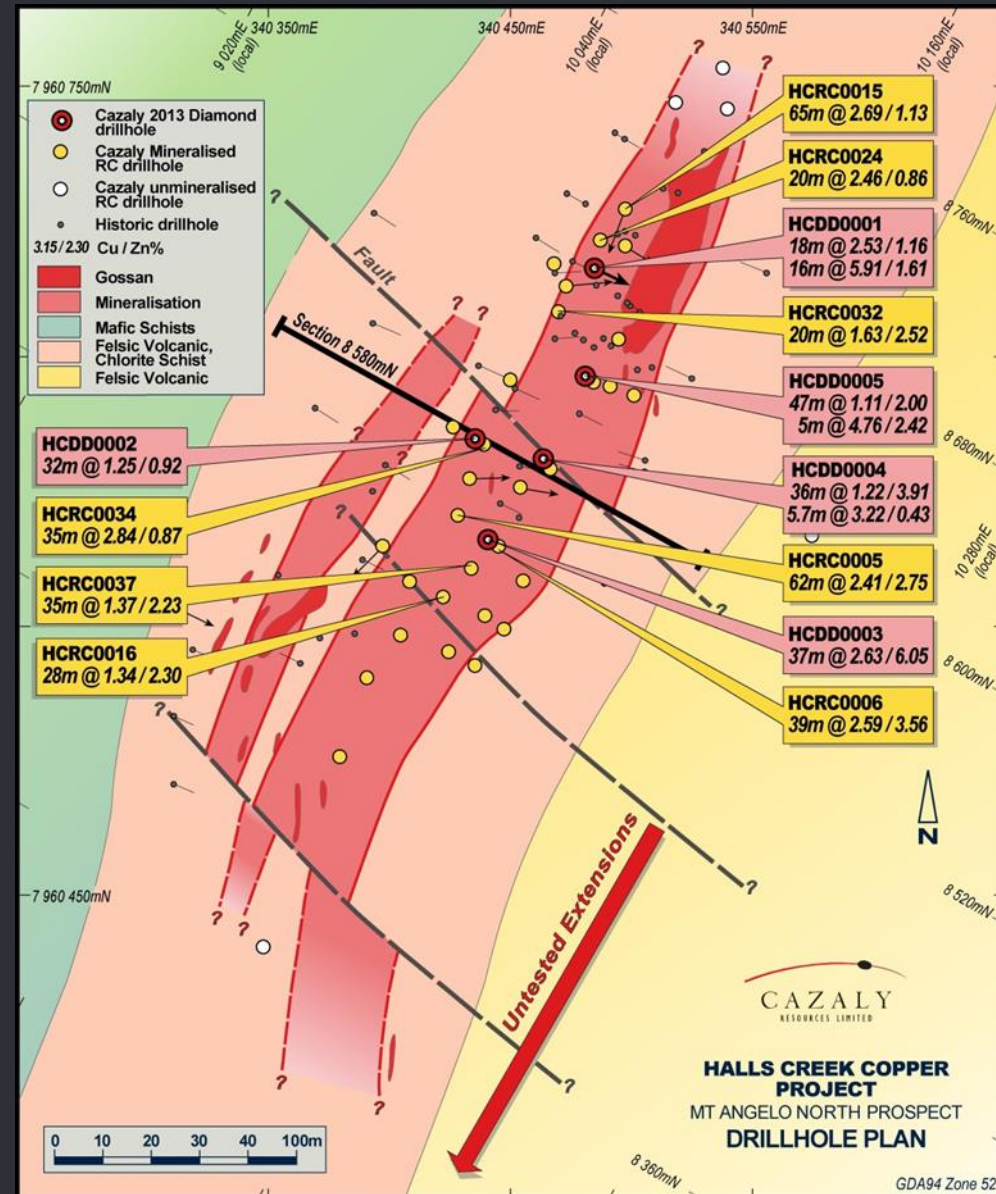 340 350mE
340 450mE
340 550mE
9 020mE
(local)
10 040mE
(local)
10 160mE
(local)
7 960 750mN
Cazaly 2013 Diamond
drillhole
Cazaly Mineralised
RC drillhole
Cazaly unmineralised
RC drillhole
Historic drillhole
3.15 / 2.30 Cu / Zn%
Gossan
Mineralisation
Mafic Schists
Felsic Volcanic,
Chlorite Schist
Felsic Volcanic
?
?
?
Fault
?
?
Section 8 580mN
HCRC0015
65m @ 2.69 / 1.13
HCRC0024
20m @ 2.46 / 0.86
HCDD0001
18m @ 2.53 / 1.16
16m @ 5.91 / 1.61
8 760mN
HCRC0032
20m @ 1.63 / 2.52
HCDD0005
47m @ 1.11 / 2.00
5m @ 4.76 / 2.42
8 680mN
HCDD0004
36m @ 1.22 / 3.91
5.7m @ 3.22 / 0.43
HCRC0005
62m @ 2.41 / 2.75
10 280mE
(local)
HCDD0003
37m @ 2.63 / 6.05
8 600mN
HCRC0006
39m @ 2.59 / 3.56
?
?
HCDD0002
32m @ 1.25 / 0.92
HCRC0034
35m @ 2.84 / 0.87
?
HCRC0037
35m @ 1.37 / 2.23
?
HCRC0016
28m @ 1.34 / 2.30
?
N
7 960 450mN
?
?
?
8 520mN
Untested Extensions
CAZALY
RESOURCES LIMITED
?
?
?
HALLS CREEK COPPER
PROJECT
MT ANGELO NORTH PROSPECT
DRILLHOLE PLAN
0 10 20 30 40 100m
8 360mN
GDA94 Zone 52